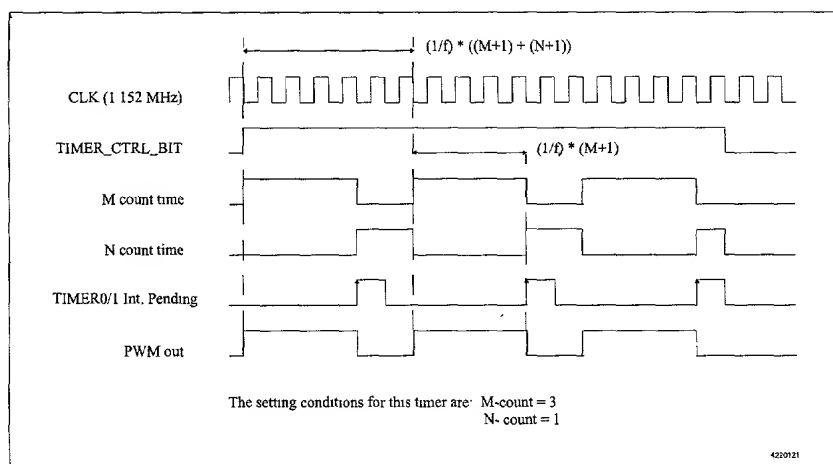 (1/f) * ((M+1) + (N+1))
CLK (1 152 MHz)
TIMER_CTRL_BIT
(1/f) * (M+1)
M count time
N count time
TIMER0/1 Int. Pending
PWM out
The setting conditions for this timer are: M-count = 3
N- count = 1
4220121